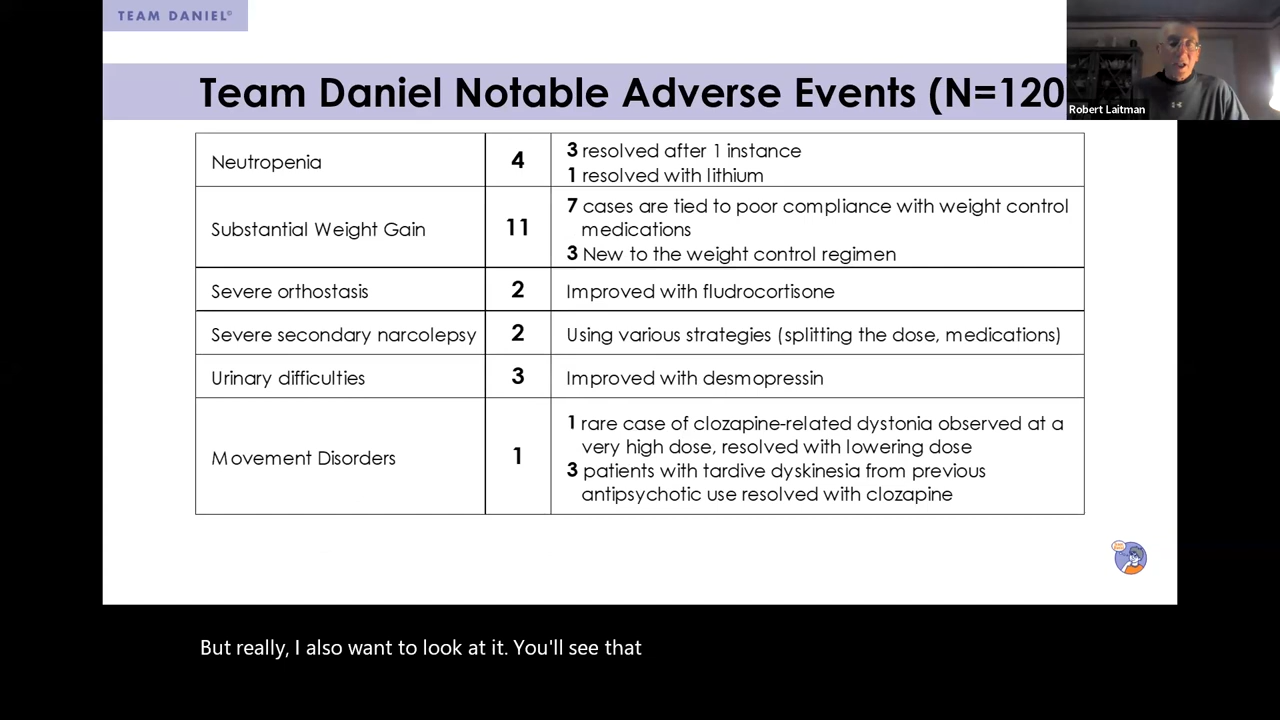 TEAM DANIEL®
Team Daniel Notable Adverse Events (N=120
Robert Laitman
Neutropenia
4
3 resolved after 1 instance
1 resolved with lithium
Substantial Weight Gain
11
7 cases are tied to poor compliance with weight control
medications
3 New to the weight control regimen
Severe orthostasis
2
Improved with fludrocortisone
Severe secondary narcolepsy
2
Using various strategies (splitting the dose, medications)
Urinary difficulties
3
Improved with desmopressin
Movement Disorders
1
1 rare case of clozapine-related dystonia observed at a
very high dose, resolved with lowering dose
3 patients with tardive dyskinesia from previous
antipsychotic use resolved with clozapine
But really, I also want to look at it. You'll see that